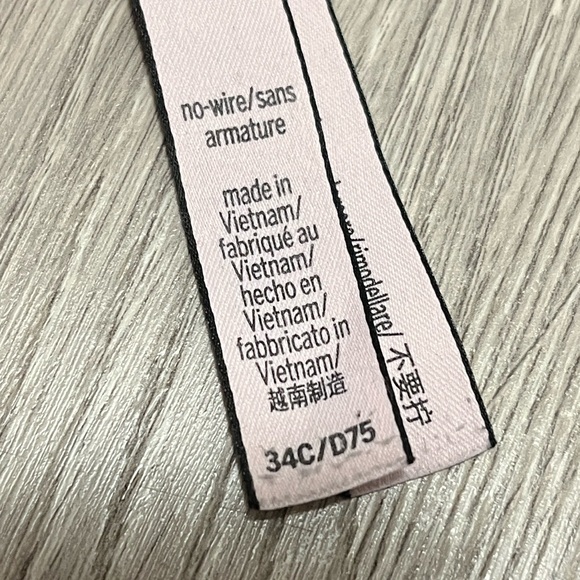 no-wire/sans
armature
made in
Vietnam/
fabriqué au
Vietnam/
hecho en
Vietnam/
fabbricato in
Vietnam/
越南制造
34C/D75
/rimodellare/ 不要拧